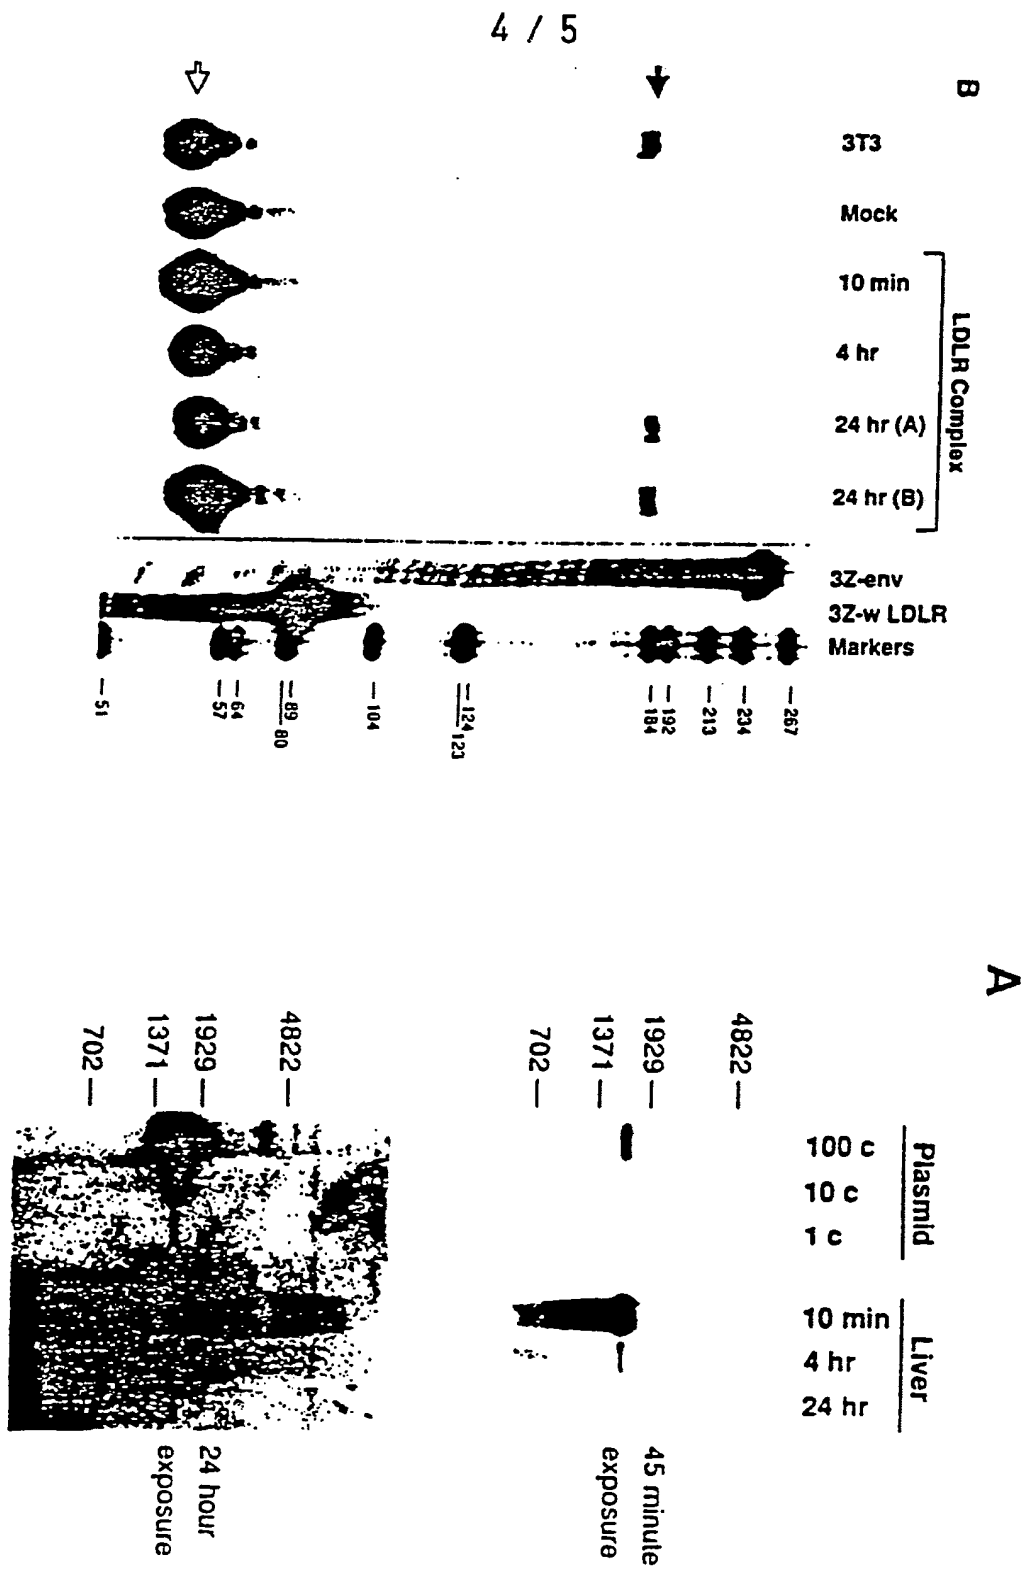 4 / 5
A
Plasmid
Liver
100 c
10 c
1 c
10 min
4 hr
24 hr
4822 —
1929 —
1371 —
702 —
45 minute
exposure
4822 —
1929 —
1371 —
702 —
24 hour
exposure
B
LDLR Complex
3T3
Mock
10 min
4 hr
24 hr (A)
24 hr (B)
3Z-env
3Z-w LDLR
Markers
— 267
— 234
— 213
— 192
— 184
— 124
— 123
— 104
— 89
— 80
— 64
— 57
— 51